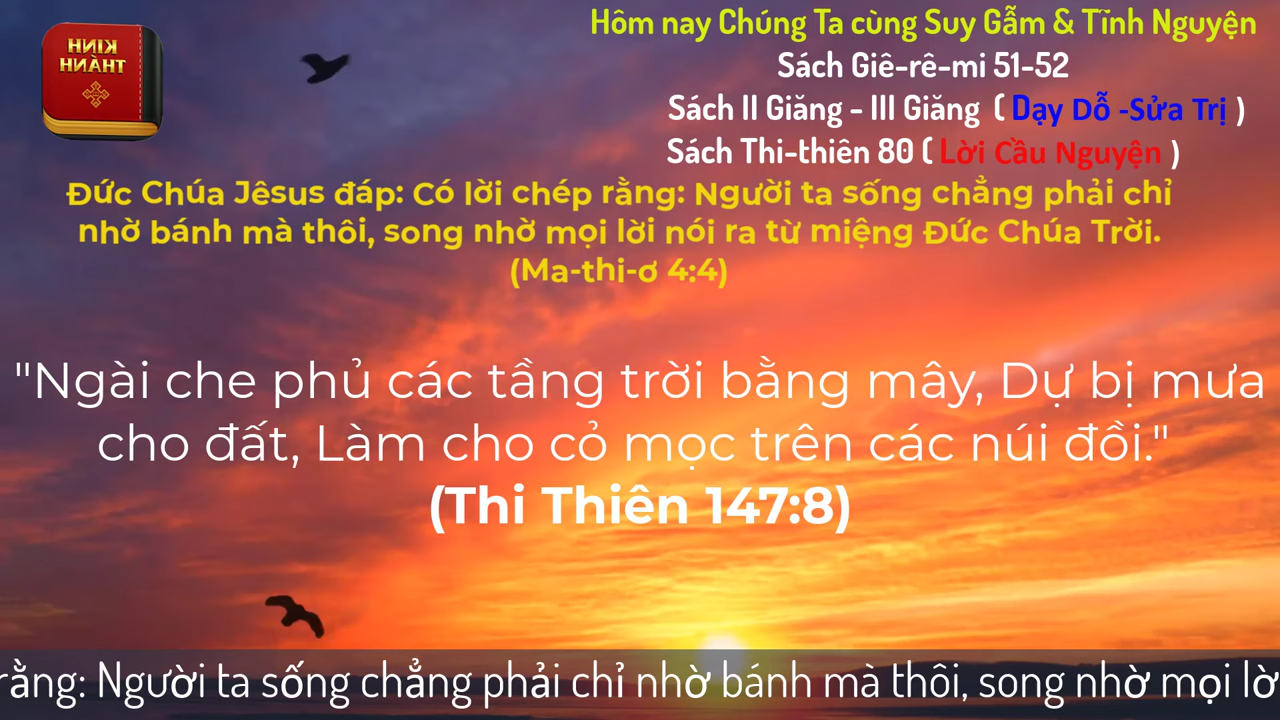 KINH
THÀNH
Hôm nay Chúng Ta cùng Suy Gẫm & Tĩnh Nguyện
Sách Giê-rê-mi 51-52
Sách II Giăng - III Giăng ( Dạy Dỗ -Sửa Trị )
Sách Thi-thiên 80 ( Lời Cầu Nguyện )
Đức Chúa Jêsus đáp: Có lời chép rằng: Người ta sống chẳng phải chỉ
nhờ bánh mà thôi, song nhờ mọi lời nói ra từ miệng Đức Chúa Trời.
(Ma-thi-ơ 4:4)
"Ngài che phủ các tầng trời bằng mây, Dự bị mưa
cho đất, Làm cho cỏ mọc trên các núi đồi."
(Thi Thiên 147:8)
rằng: Người ta sống chẳng phải chỉ nhờ bánh mà thôi, song nhờ mọi lờ